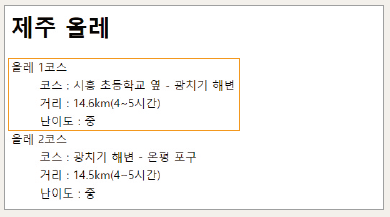 제주 올레
올레 1코스
코스 : 시흥 초등학교 옆 - 광치기 해변
거리 : 14.6km(4~5시간)
난이도 : 중
올레 2코스
코스 : 광치기 해변 - 온평 포구
거리 : 14.5km(4~5시간)
난이도 : 중